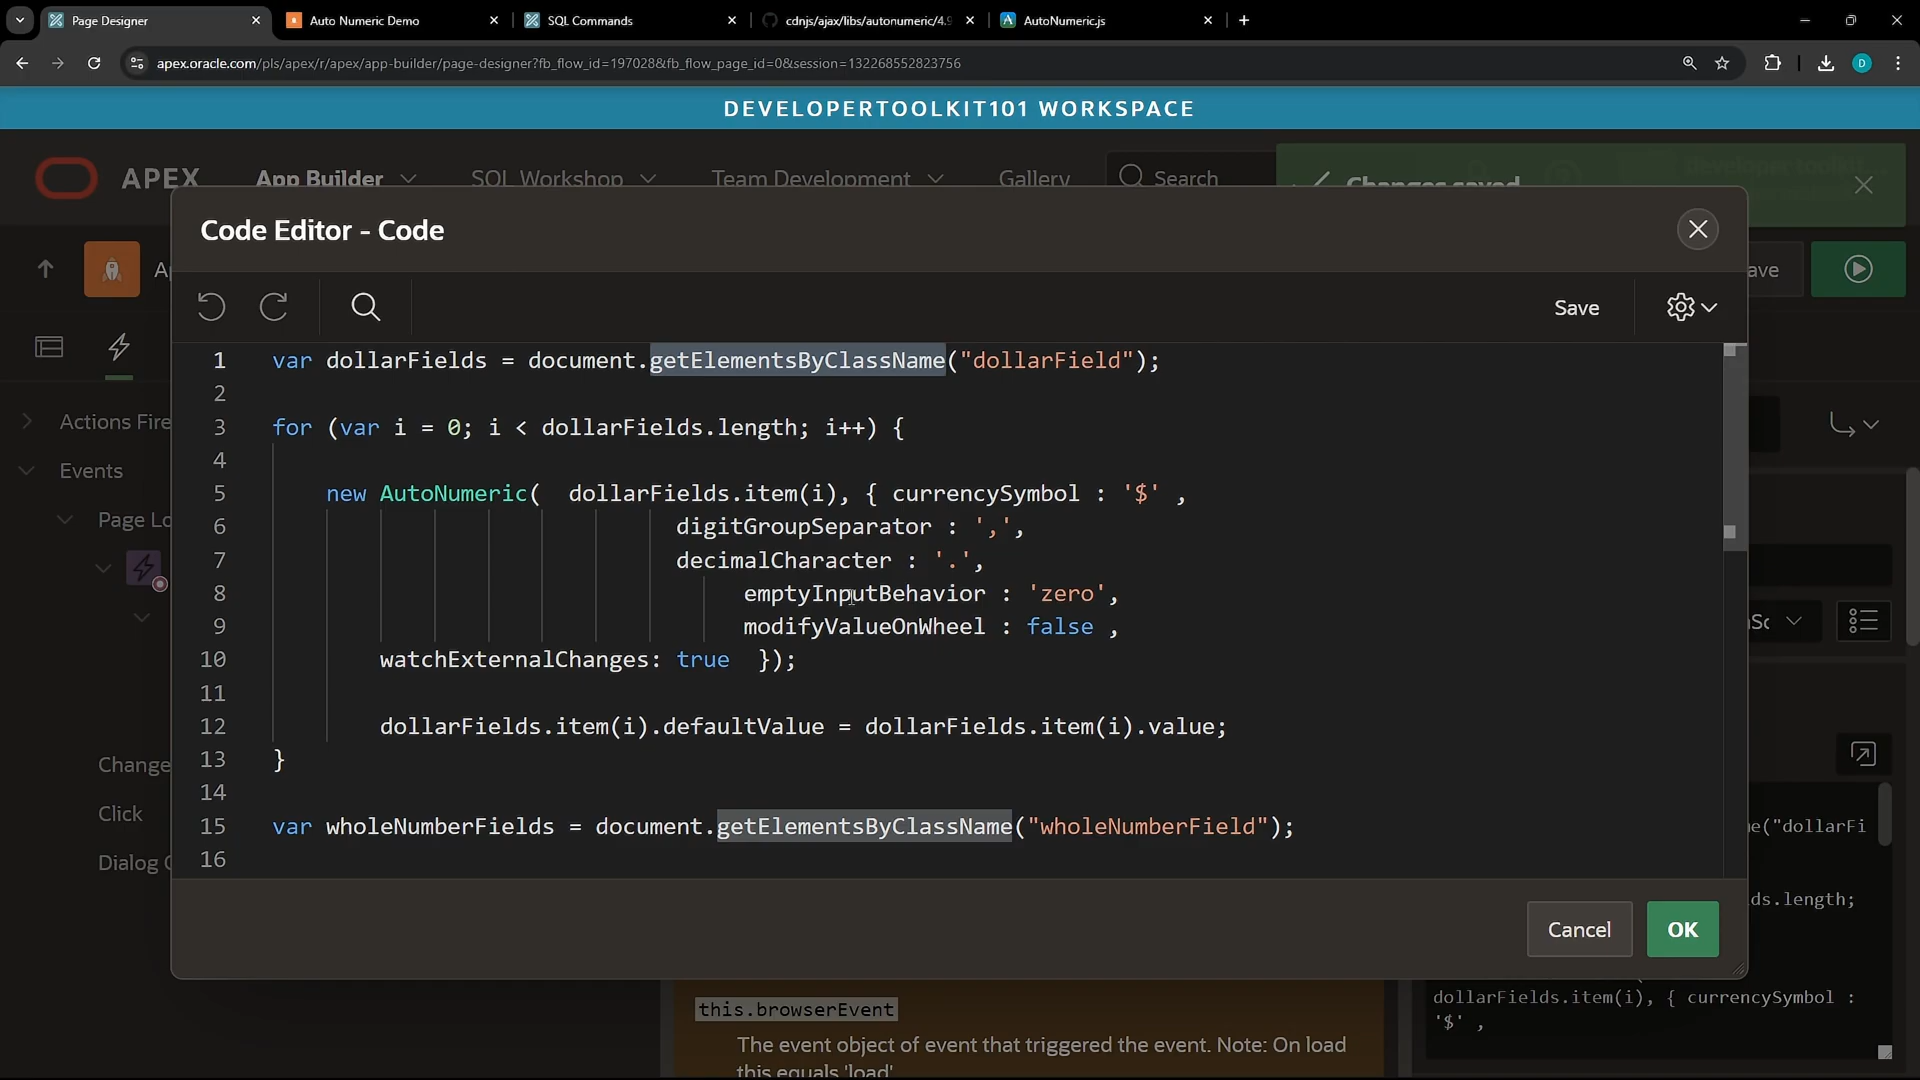 Page Designer
Auto Numeric Demo
SQL Commands
cdnjs/ajax/libs/autonumeric/4.9
AutoNumeric.js
apex.oracle.com/pls/apex/r/apex/app-builder/page-designer?fb_flow_id=197028&fb_flow_page_id=0&session=132268552823756
D
DEVELOPERTOOLKIT101 WORKSPACE
APEX
App Builder
SQL Workshop
Team Development
Gallery
Search
Changes saved
Code Editor - Code
Save
1 var dollarFields = document.getElementsByClassName("dollarField");
2
3 for (var i = 0; i < dollarFields.length; i++) {
4
5 new AutoNumeric(  dollarFields.item(i), { currencySymbol : '$' ,
6 digitGroupSeparator : ',',
7 decimalCharacter : '.',
8 emptyInputBehavior : 'zero',
9 modifyValueOnWheel : false ,
10 watchExternalChanges: true  });
11
12 dollarFields.item(i).defaultValue = dollarFields.item(i).value;
13 }
14
15 var wholeNumberFields = document.getElementsByClassName("wholeNumberField");
16
Cancel
OK
Actions Fire
Events
Page Lo
Change
Click
Dialog
me("dollarFi
ds.length;
dollarFields.item(i), { currencySymbol :
'$' ,
this.browserEvent
The event object of event that triggered the event. Note: On load
this equals 'load'